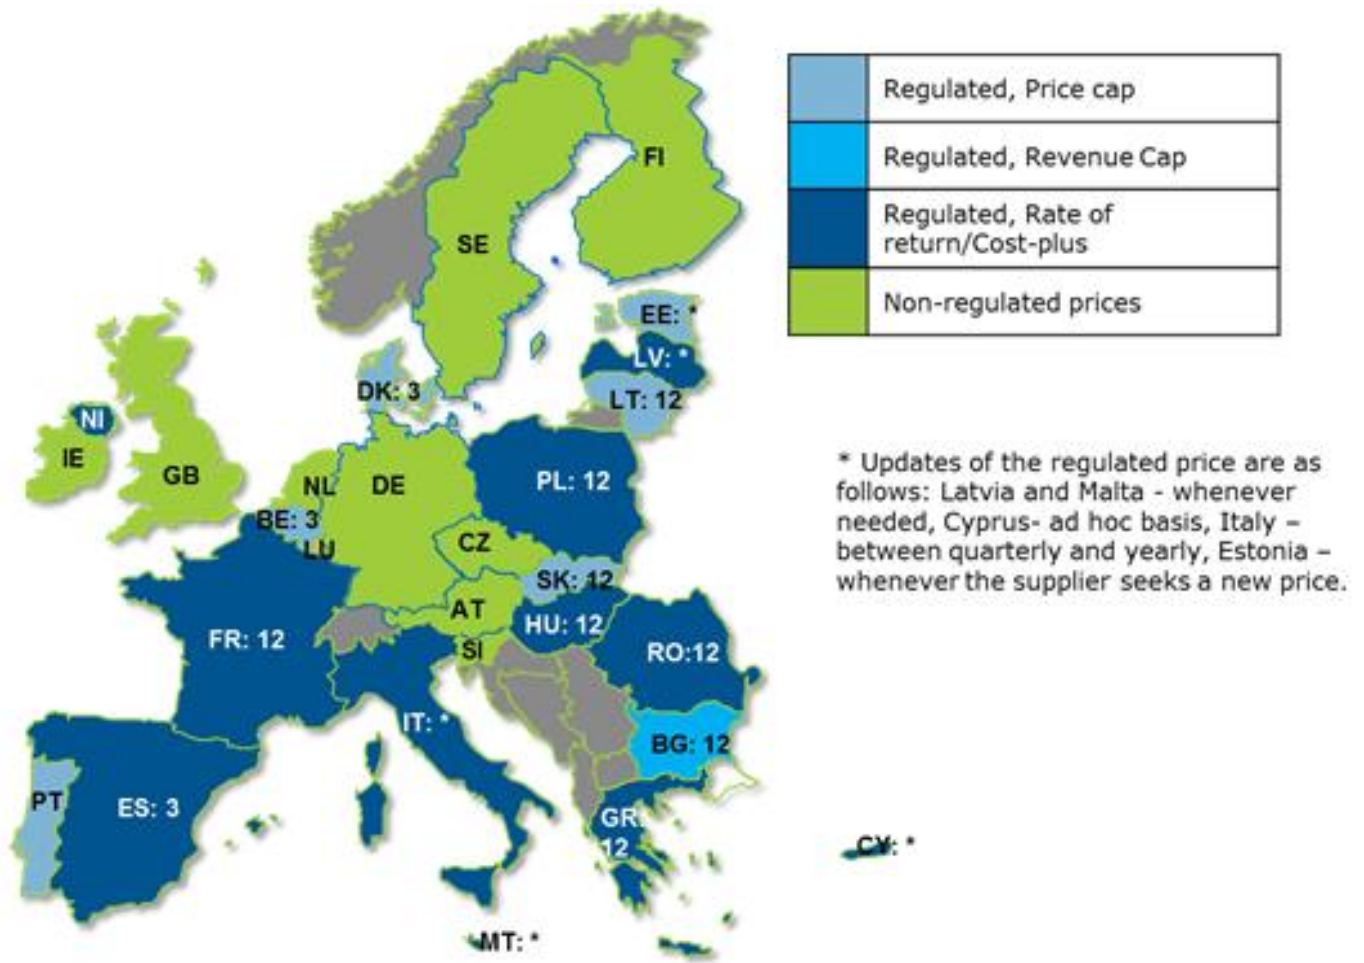 Regulated, Price cap
Regulated, Revenue Cap
Regulated, Rate of
return/Cost-plus
Non-regulated prices
FI
SE
EE: *
LV: *
DK: 3
LT: 12
NI
IE
GB
NL
DE
PL: 12
BE: 3
LU
CZ
SK: 12
AT
HU: 12
FR: 12
SI
RO:12
IT: *
BG: 12
PT
ES: 3
GR:
12
CY: *
MT: *
* Updates of the regulated price are as
follows: Latvia and Malta - whenever
needed, Cyprus- ad hoc basis, Italy –
between quarterly and yearly, Estonia –
whenever the supplier seeks a new price.